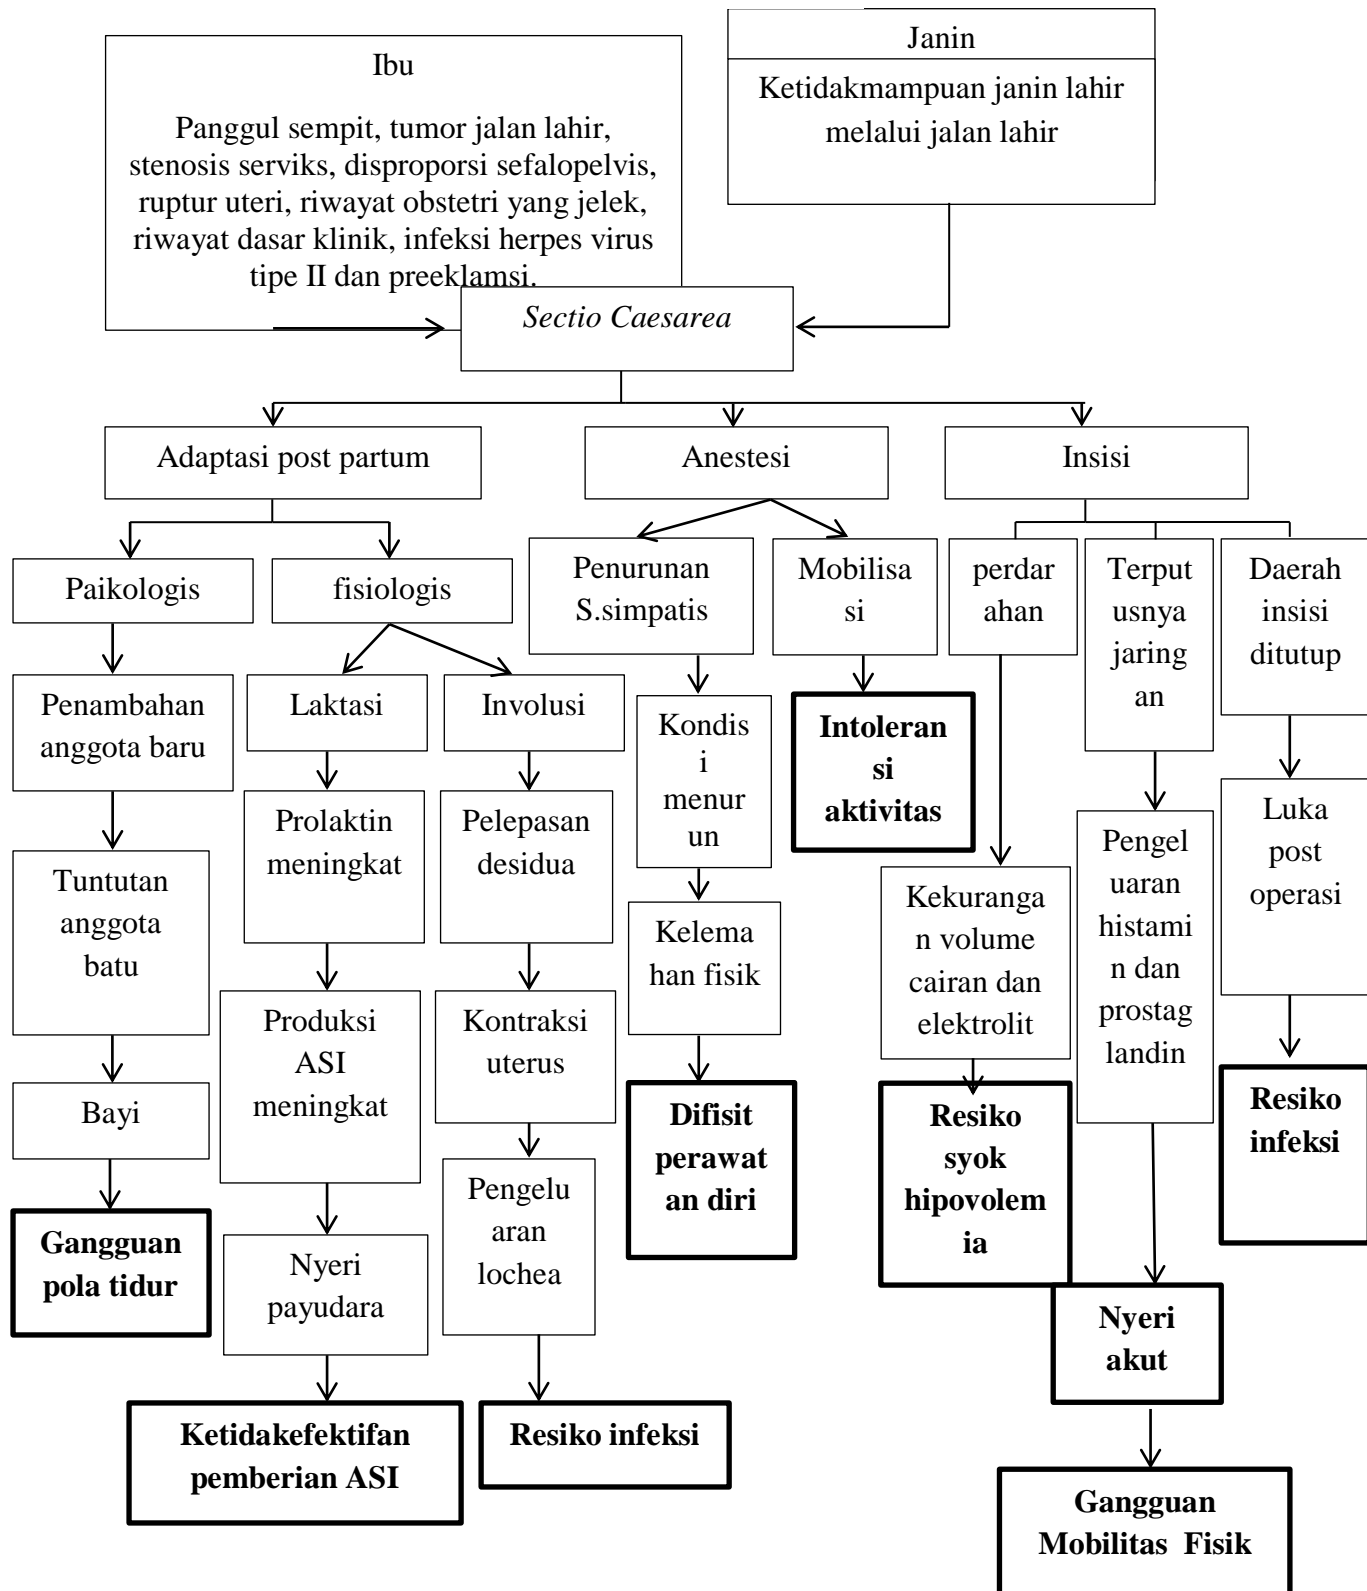 Ibu
Panggul sempit, tumor jalan lahir,
stenosis serviks, disproporsi sefalopelvis,
ruptur uteri, riwayat obstetri yang jelek,
riwayat dasar klinik, infeksi herpes virus
tipe II dan preeklamsi.
Janin
Ketidakmampuan janin lahir
melalui jalan lahir
Sectio Caesarea
Adaptasi post partum
Anestesi
Insisi
Paikologis
fisiologis
Penurunan
S.simpatis
Mobilisa
si
perdar
ahan
Terput
usnya
jaring
an
Daerah
insisi
ditutup
Penambahan
anggota baru
Laktasi
Involusi
Kondis
i
menur
un
Intoleran
si
aktivitas
Luka
post
operasi
Tuntutan
anggota
batu
Prolaktin
meningkat
Pelepasan
desidua
Kelema
han fisik
Kekuranga
n volume
cairan dan
elektrolit
Pengel
uaran
histami
n dan
prostag
landin
Bayi
Produksi
ASI
meningkat
Kontraksi
uterus
Difisit
perawat
an diri
Resiko
syok
hipovolem
ia
Resiko
infeksi
Gangguan
pola tidur
Nyeri
payudara
Pengelu
aran
lochea
Nyeri
akut
Ketidakefektifan
pemberian ASI
Resiko infeksi
Gangguan
Mobilitas  Fisik